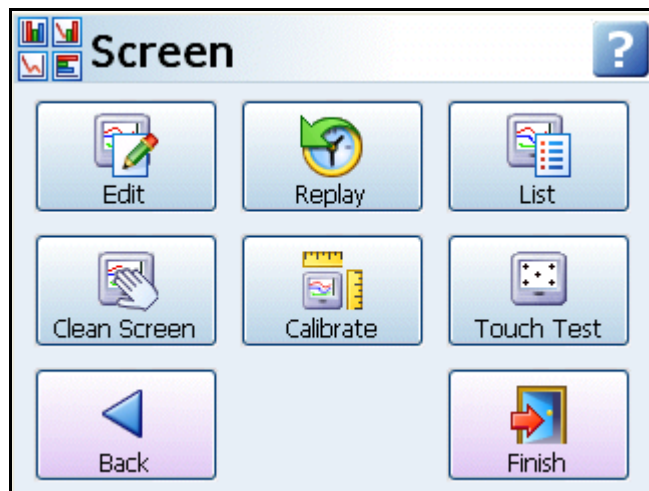 Screen
?
Edit
Replay
List
Clean Screen
Calibrate
Touch Test
Back
Finish